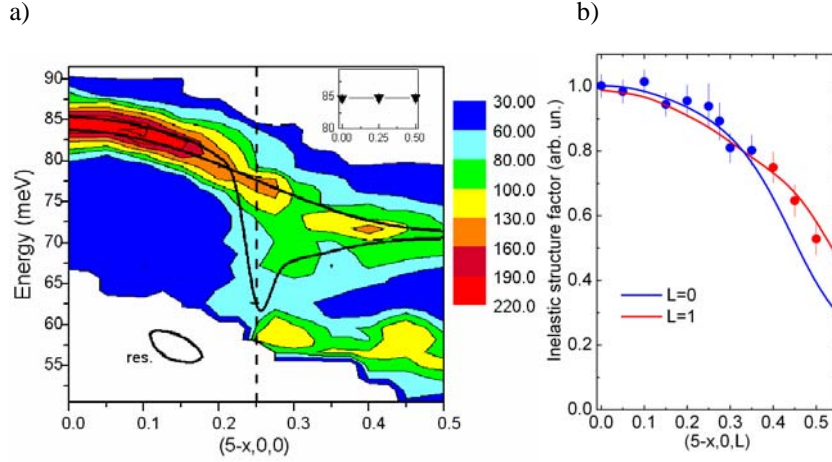 a)
90
85
80
75
70
65
60
55
Energy (meV)
res.
85
0.00 0.25 0.50
30.00
60.00
80.00
100.0
130.0
160.0
190.0
220.0
0.0 0.1 0.2 0.3 0.4 0.5
(5-x,0,0)
b)
Inelastic structure factor (arb. un.)
1.0
0.8
0.6
0.4
0.2
0.0
L=0
L=1
0.0 0.1 0.2 0.3 0.4 0.5
(5-x,0,L)